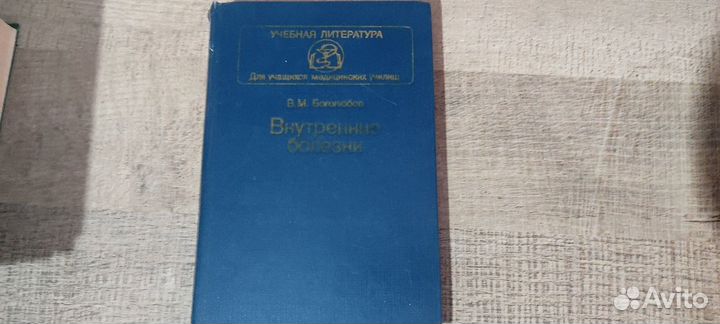 УЧЕБНАЯ ЛИТЕРАТУРА
Для учащихся медицинских училищ
В.М. Боголюбов
Внутренние
болезни
Avito